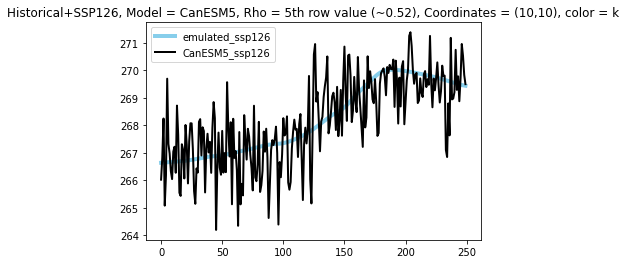 Historical+SSP126, Model = CanESM5, Rho = 5th row value (~0.52), Coordinates = (10,10), color = k
emulated_ssp126
CanESM5_ssp126
271
270
269
268
267
266
265
264
0 50 100 150 200 250